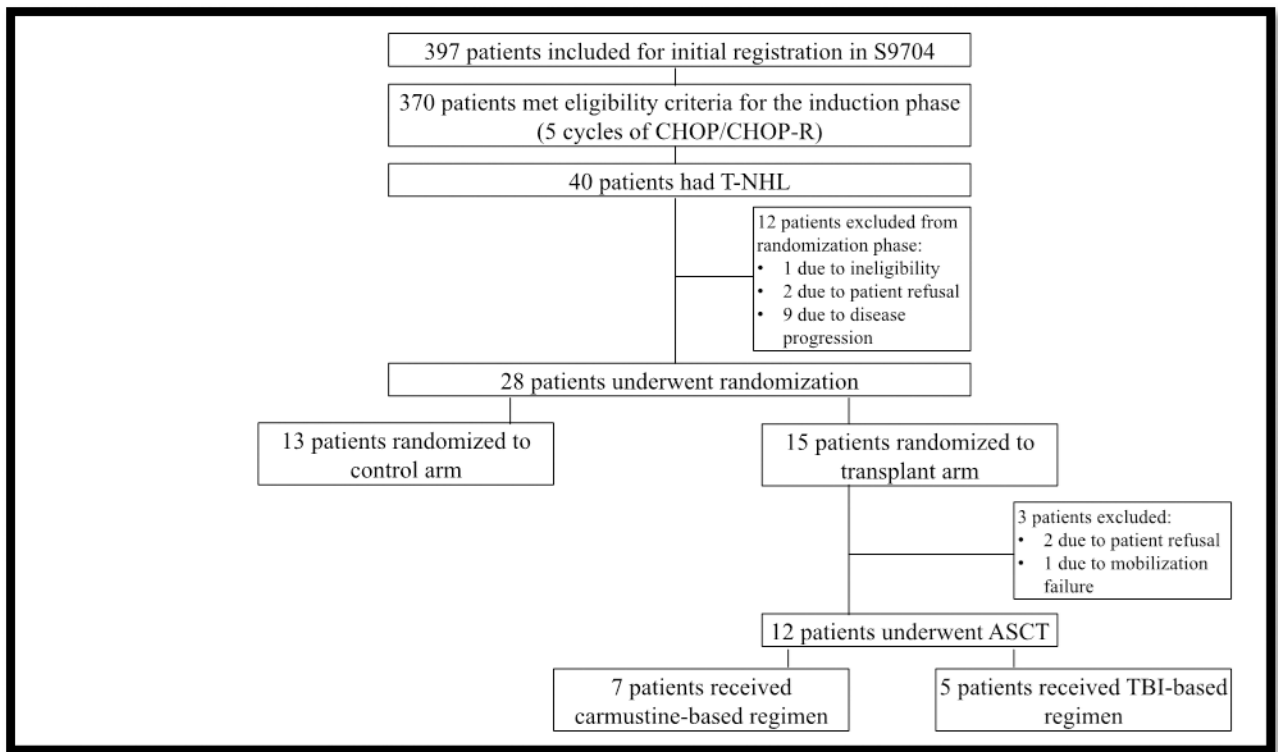 397 patients included for initial registration in S9704
370 patients met eligibility criteria for the induction phase
(5 cycles of CHOP/CHOP-R)
40 patients had T-NHL
12 patients excluded from
randomization phase:
• 1 due to ineligibility
• 2 due to patient refusal
• 9 due to disease
progression
28 patients underwent randomization
13 patients randomized to
control arm
15 patients randomized to
transplant arm
3 patients excluded:
• 2 due to patient refusal
• 1 due to mobilization
failure
12 patients underwent ASCT
7 patients received
carmustine-based regimen
5 patients received TBI-based
regimen